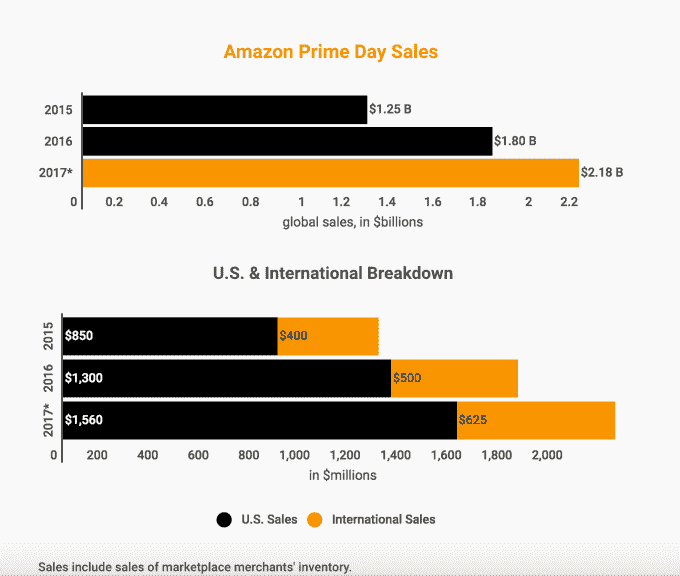 Amazon Prime Day Sales
2015 $1.25 B
2016 $1.80 B
2017* $2.18 B
0 0.2 0.4 0.6 0.8 1 1.2 1.4 1.6 1.8 2 2.2
global sales, in $billions
U.S. & International Breakdown
2015 $850 $400
2016 $1,300 $500
2017* $1,560 $625
0 200 400 600 800 1,000 1,200 1,400 1,600 1,800 2,000
in $millions
U.S. Sales International Sales
Sales include sales of marketplace merchants' inventory.